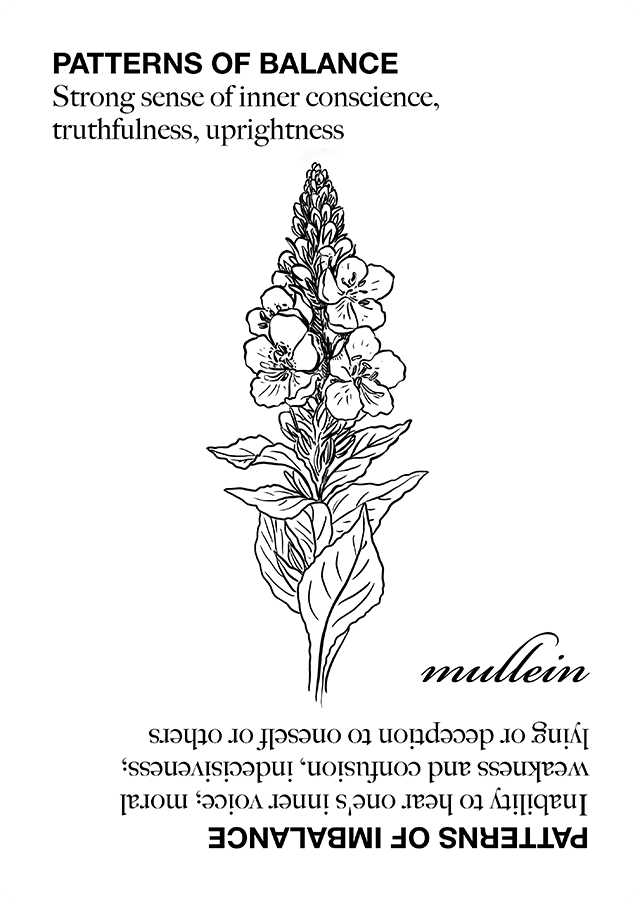 PATTERNS OF BALANCE
Strong sense of inner conscience,
truthfulness, uprightness
mullein
PATTERNS OF IMBALANCE
Inability to hear one's inner voice; moral
weakness and confusion, indecisiveness;
lying or deception to oneself or others